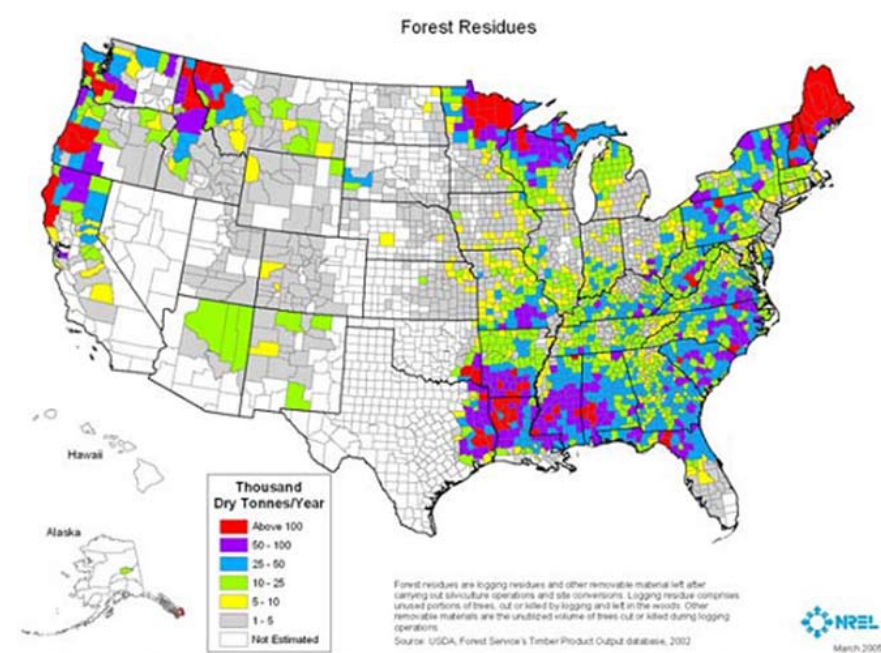 Forest Residues
Hawaii
Alaska
Thousand
Dry Tonnes/Year
Above 100
50 - 100
25 - 50
10 - 25
5 - 10
1 - 5
Not Estimated
Forest residues are logging residues and other removable material left after
carrying out silviculture operations and site conversions. Logging residue comprises
unused portions of trees, cut or killed by logging and left in the woods. Other
removable materials are the unutilized volume of trees cut or killed during logging
operations
Source: USDA, Forest Service's Timber Product Output database, 2002
NREL
March 2005